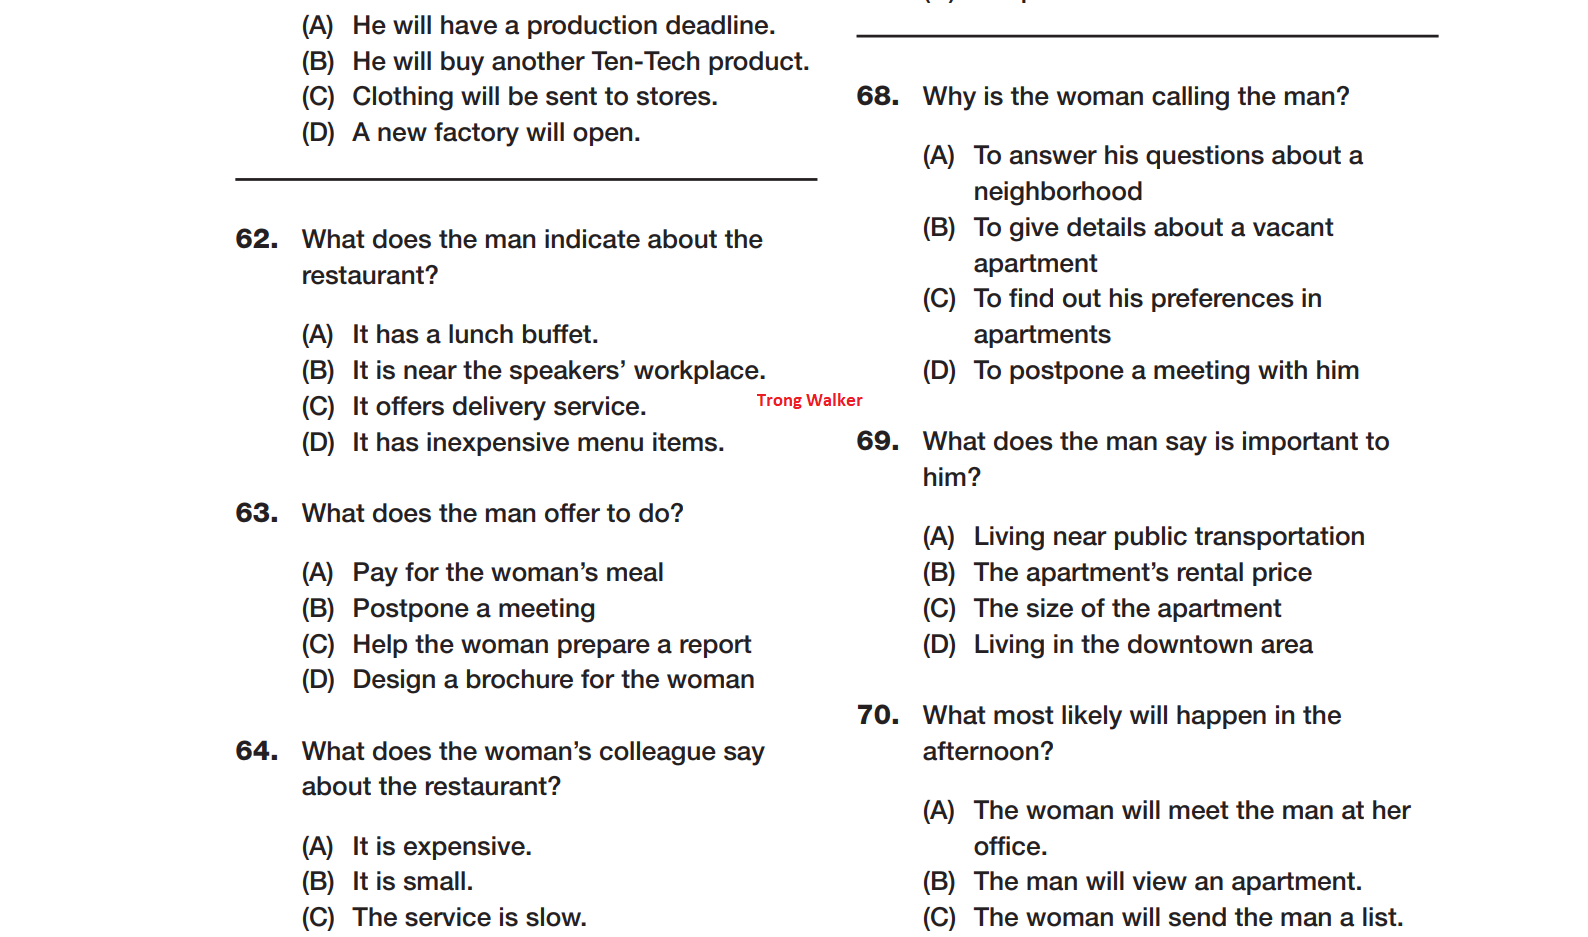 (A) He will have a production deadline.
(B) He will buy another Ten-Tech product.
(C) Clothing will be sent to stores.
(D) A new factory will open.
62. What does the man indicate about the
restaurant?
(A) It has a lunch buffet.
(B) It is near the speakers’ workplace.
(C) It offers delivery service.
(D) It has inexpensive menu items.
63. What does the man offer to do?
(A) Pay for the woman’s meal
(B) Postpone a meeting
(C) Help the woman prepare a report
(D) Design a brochure for the woman
64. What does the woman’s colleague say
about the restaurant?
(A) It is expensive.
(B) It is small.
(C) The service is slow.
Trong Walker
68. Why is the woman calling the man?
(A) To answer his questions about a
neighborhood
(B) To give details about a vacant
apartment
(C) To find out his preferences in
apartments
(D) To postpone a meeting with him
69. What does the man say is important to
him?
(A) Living near public transportation
(B) The apartment’s rental price
(C) The size of the apartment
(D) Living in the downtown area
70. What most likely will happen in the
afternoon?
(A) The woman will meet the man at her
office.
(B) The man will view an apartment.
(C) The woman will send the man a list.